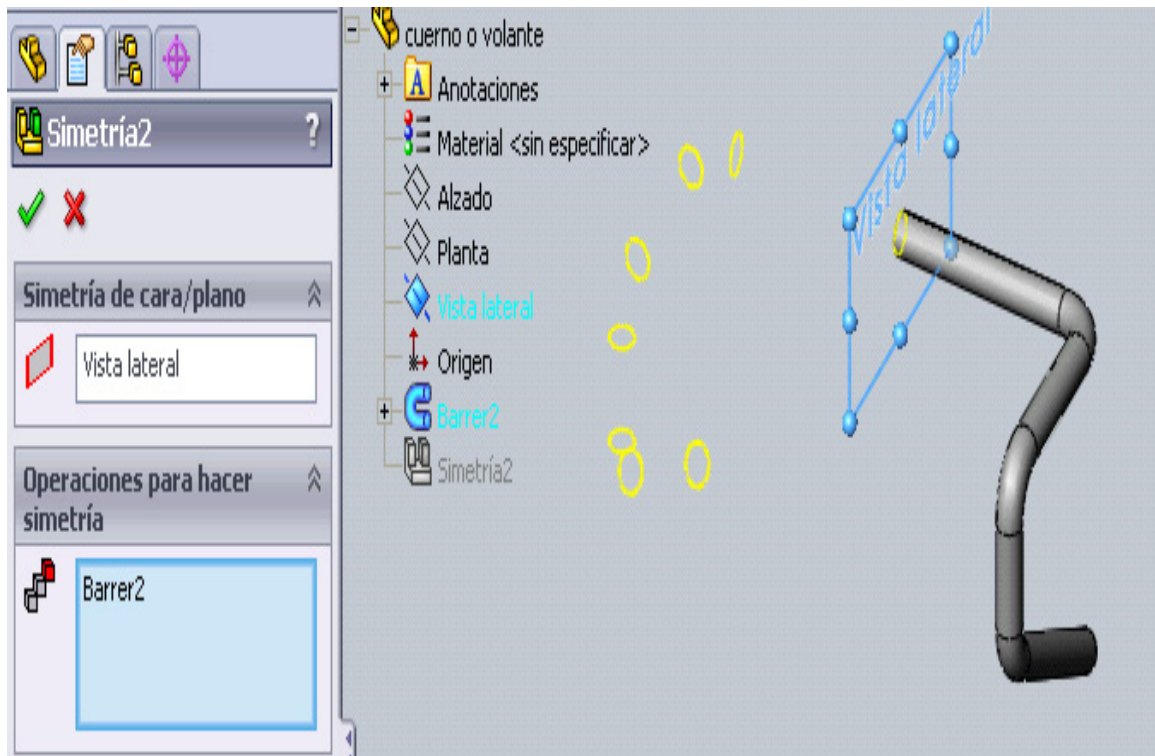 Simetría2 ?
Simetría de cara/plano
Vista lateral
Operaciones para hacer
simetría
Barrer2
cuerno o volante
A Anotaciones
Material <sin especificar>
Alzado
Planta
Vista lateral
Origen
Barrer2
Simetría2
Vista lateral